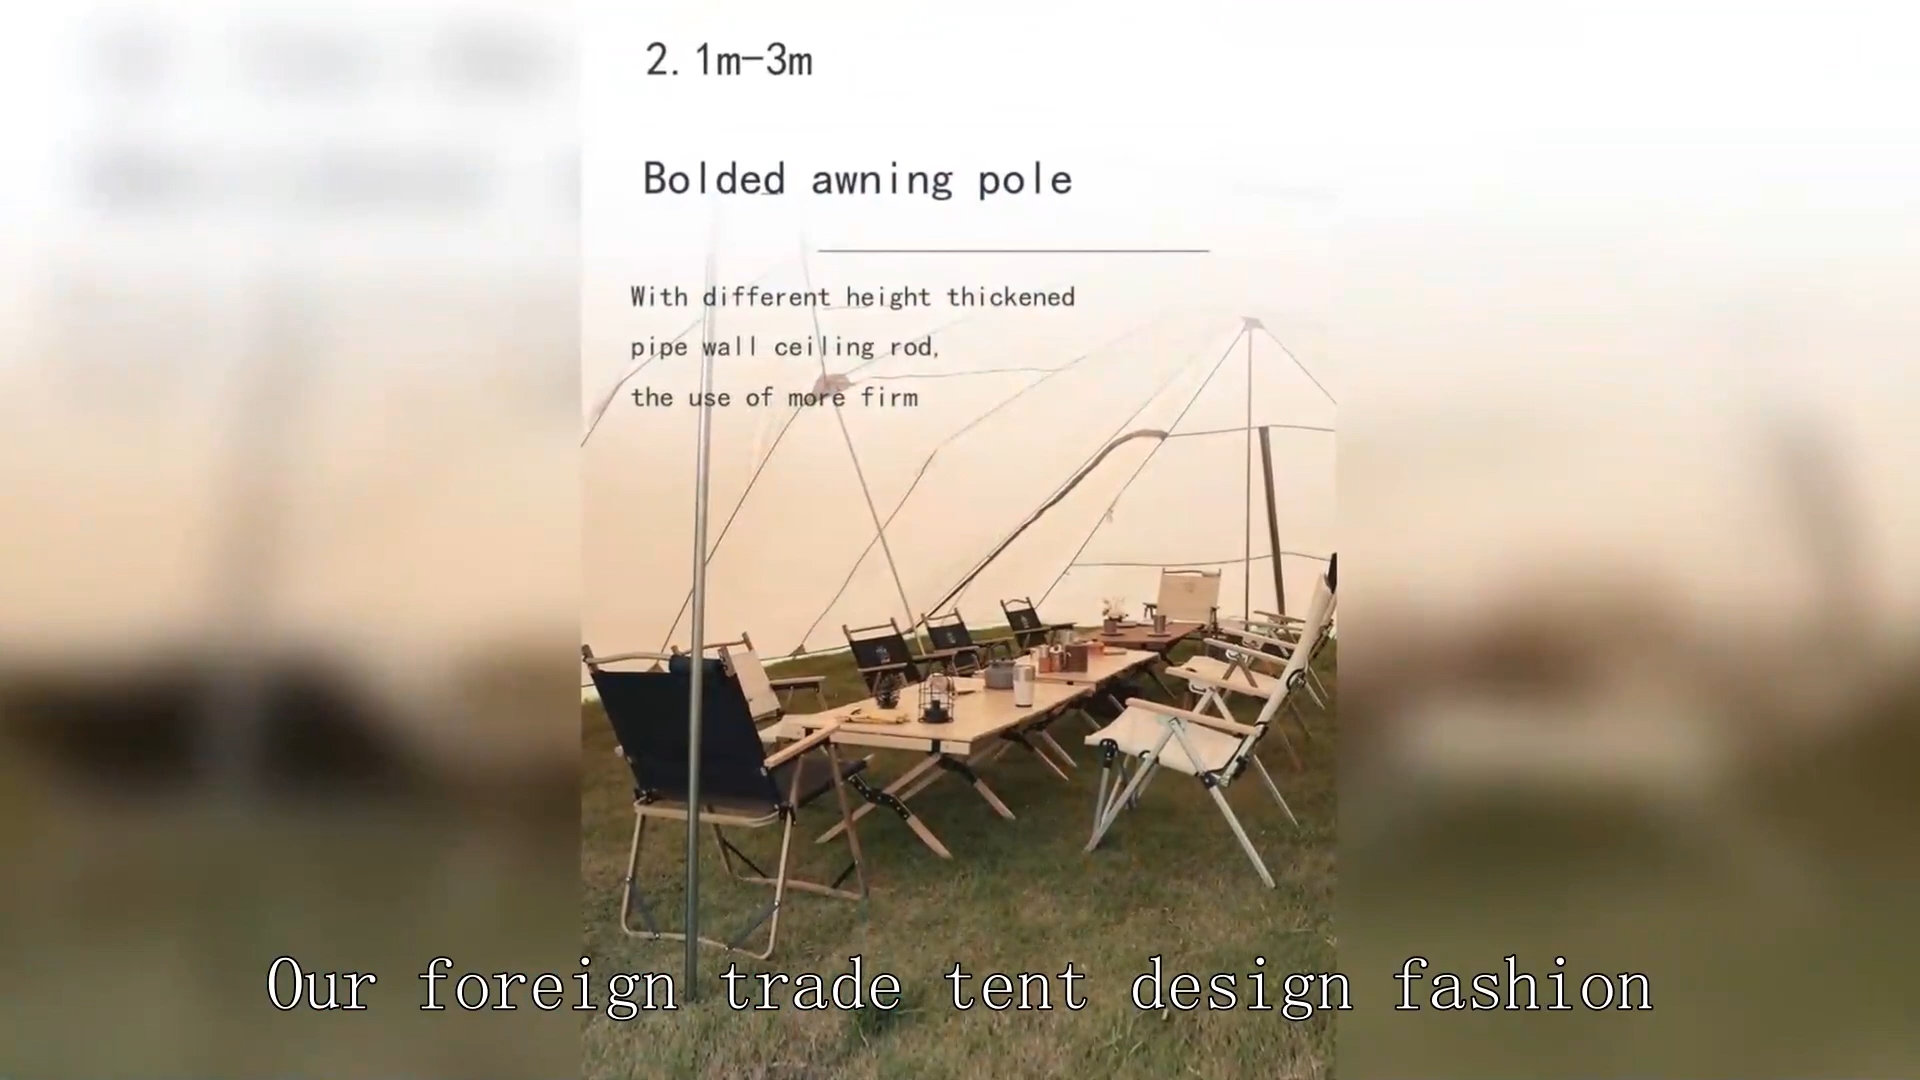 2.1m-3m
Bolded awning pole
With different height thickened
pipe wall ceiling rod,
the use of more firm
Our foreign trade tent design fashion